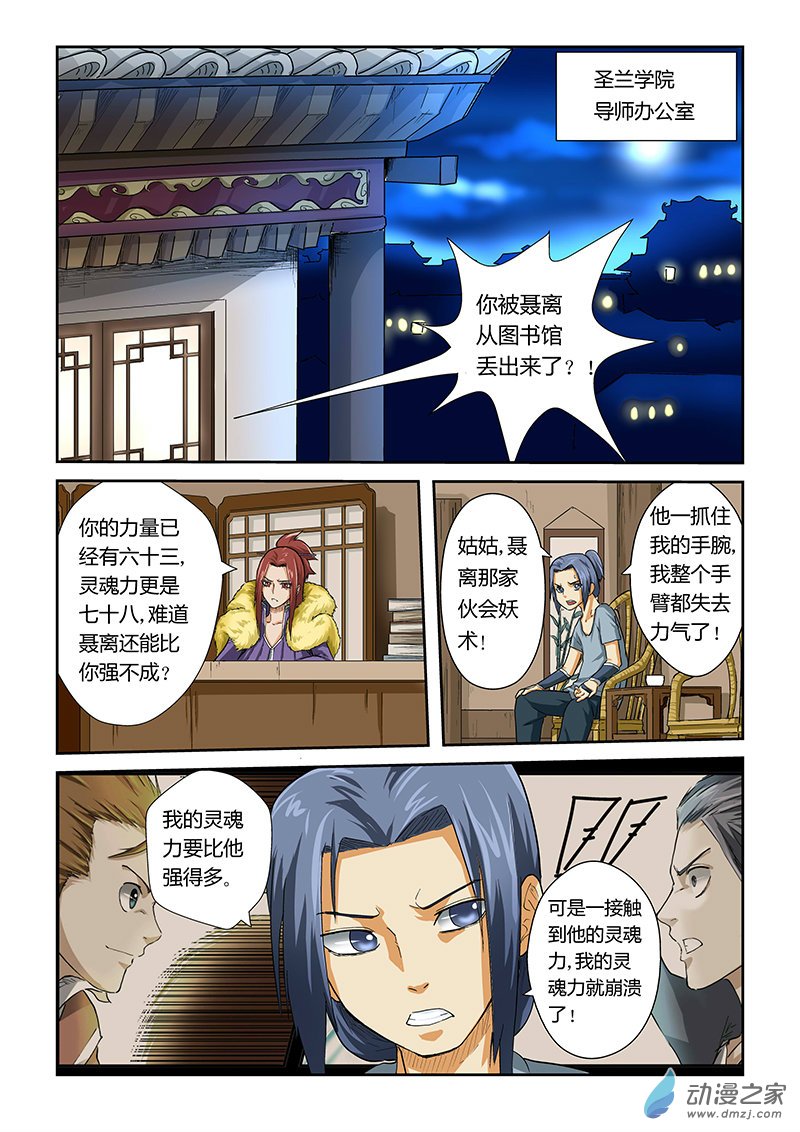 圣兰学院
导师办公室
你被聂离
从图书馆
丢出来了？！
你的力量已
经有六十三，
灵魂力更是
七十八，难道
聂离还能比
你强不成？
姑姑，聂
离那家
伙会妖
术！
他一抓住
我的手腕，
我整个手
臂都失去
力气了！
我的灵魂
力要比他
强得多。
可是一接触
到他的灵魂
力，我的灵
魂力就崩溃
了！
动漫之家
www.dmzj.com